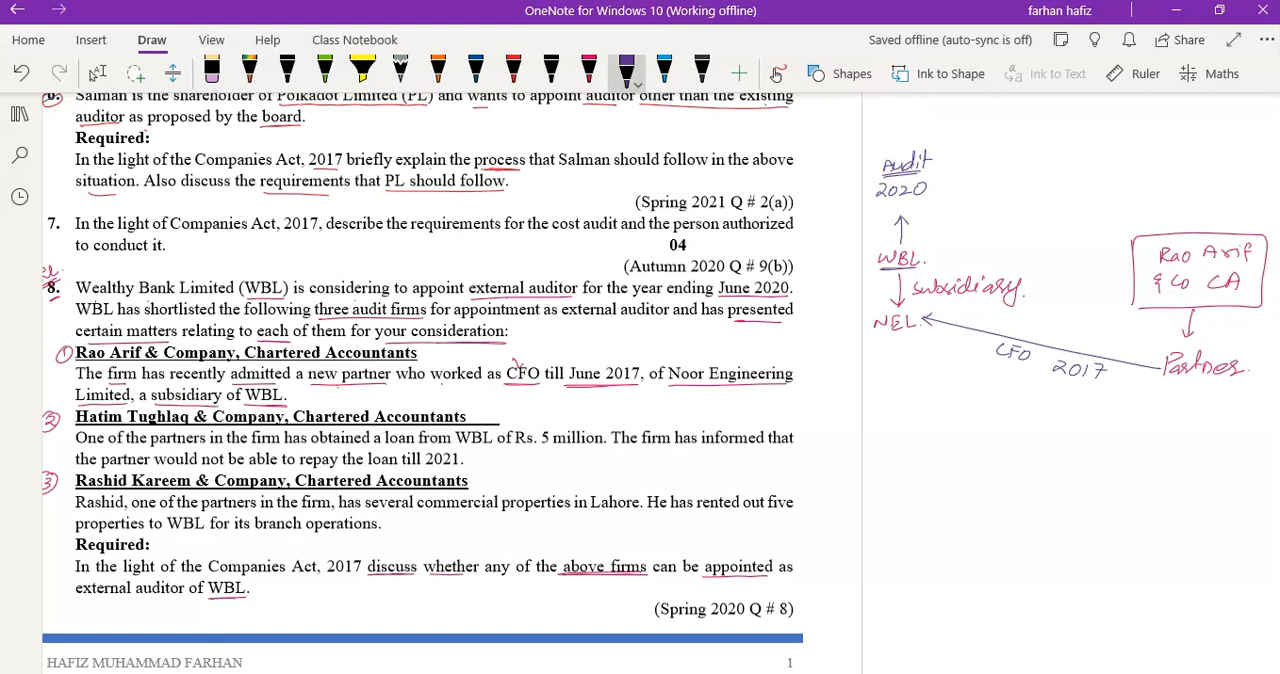 OneNote for Windows 10 (Working offline)
farhan hafiz
Home Insert Draw View Help Class Notebook
Saved offline (auto-sync is off)
Share
Shapes
Ink to Shape
Ink to Text
Ruler
Maths
Salman is the shareholder of Polkadot Limited (PL) and wants to appoint auditor other than the existing
auditor as proposed by the board.
Required:
In the light of the Companies Act, 2017 briefly explain the process that Salman should follow in the above
situation. Also discuss the requirements that PL should follow.
(Spring 2021 Q # 2(a))
7. In the light of Companies Act, 2017, describe the requirements for the cost audit and the person authorized
to conduct it. 04
(Autumn 2020 Q # 9(b))
8. Wealthy Bank Limited (WBL) is considering to appoint external auditor for the year ending June 2020.
WBL has shortlisted the following three audit firms for appointment as external auditor and has presented
certain matters relating to each of them for your consideration:
1 Rao Arif & Company, Chartered Accountants
The firm has recently admitted a new partner who worked as CFO till June 2017, of Noor Engineering
Limited, a subsidiary of WBL.
2 Hatim Tughlaq & Company, Chartered Accountants
One of the partners in the firm has obtained a loan from WBL of Rs. 5 million. The firm has informed that
the partner would not be able to repay the loan till 2021.
3 Rashid Kareem & Company, Chartered Accountants
Rashid, one of the partners in the firm, has several commercial properties in Lahore. He has rented out five
properties to WBL for its branch operations.
Required:
In the light of the Companies Act, 2017 discuss whether any of the above firms can be appointed as
external auditor of WBL.
(Spring 2020 Q # 8)
HAFIZ MUHAMMAD FARHAN 1
Audit
2020
WBL.
subsidiary.
NEL.
CFO 2017
Rao Arif
& Co CA
Partner.